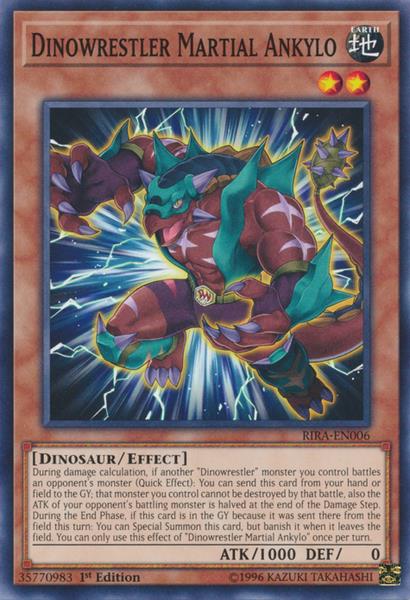 DINOWRESTLER MARTIAL ANKYLO
EARTH
地
RIRA-EN006
[DINOSAUR/EFFECT]
During damage calculation, if another "Dinowrestler" monster you control battles
an opponent's monster (Quick Effect): You can send this card from your hand or
field to the GY; that monster you control cannot be destroyed by that battle, also the
ATK of your opponent's battling monster is halved at the end of the Damage Step.
During the End Phase, if this card is in the GY because it was sent there from the
field this turn: You can Special Summon this card, but banish it when it leaves the
field. You can only use this effect of "Dinowrestler Martial Ankylo" once per turn.
ATK/1000 DEF/ 0
35770983 1st Edition ©1996 KAZUKI TAKAHASHI